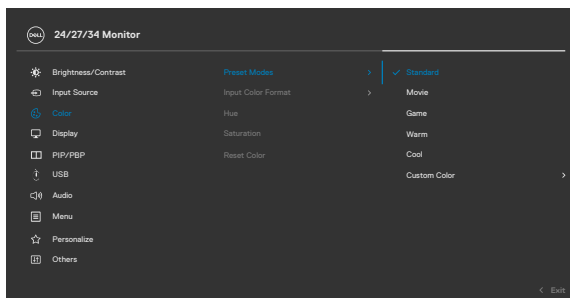 DELL 24/27/34 Monitor
Brightness/Contrast Preset Modes > ✓ Standard
Input Source Input Color Format > Movie
Color Hue Game
Display Saturation Warm
PIP/PBP Reset Color Cool
USB Custom Color >
Audio
Menu
Personalize
Others
< Exit